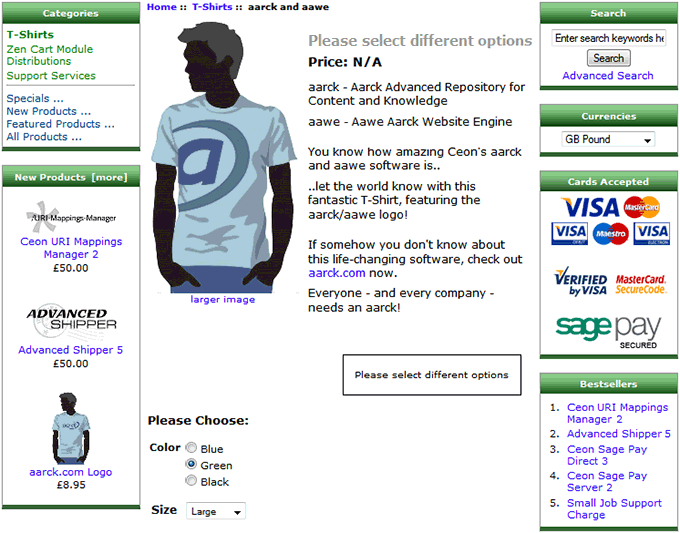 Categories
T-Shirts
Zen Cart Module
Distributions
Support Services
Specials ...
New Products ...
Featured Products ...
All Products ...
New Products [more]
URI-Mappings-Manager
Ceon URI Mappings
Manager 2
£50.00
ADVANCED
SHIPPER
Advanced Shipper 5
£50.00
aarck
aarck.com Logo
£8.95
Home :: T-Shirts :: aarck and aawe
a
larger image
Please select different options
Price: N/A
aarck - Aarck Advanced Repository for
Content and Knowledge
aawe - Aawe Aarck Website Engine
You know how amazing Ceon's aarck
and aawe software is..
..let the world know with this
fantastic T-Shirt, featuring the
aarck/aawe logo!
If somehow you don't know about
this life-changing software, check out
aarck.com now.
Everyone - and every company -
needs an aarck!
Please select different options
Please Choose:
Color
Blue
Green
Black
Size Large
Search
Enter search keywords he
Search
Advanced Search
Currencies
GB Pound
Cards Accepted
VISA MasterCard
VISA DEBIT Maestro VISA ELECTRON
VERIFIED by VISA
MasterCard.
SecureCode.
sage pay
SECURED
Bestsellers
1. Ceon URI Mappings
Manager 2
2. Advanced Shipper 5
3. Ceon Sage Pay
Direct 3
4. Ceon Sage Pay
Server 2
5. Small Job Support
Charge